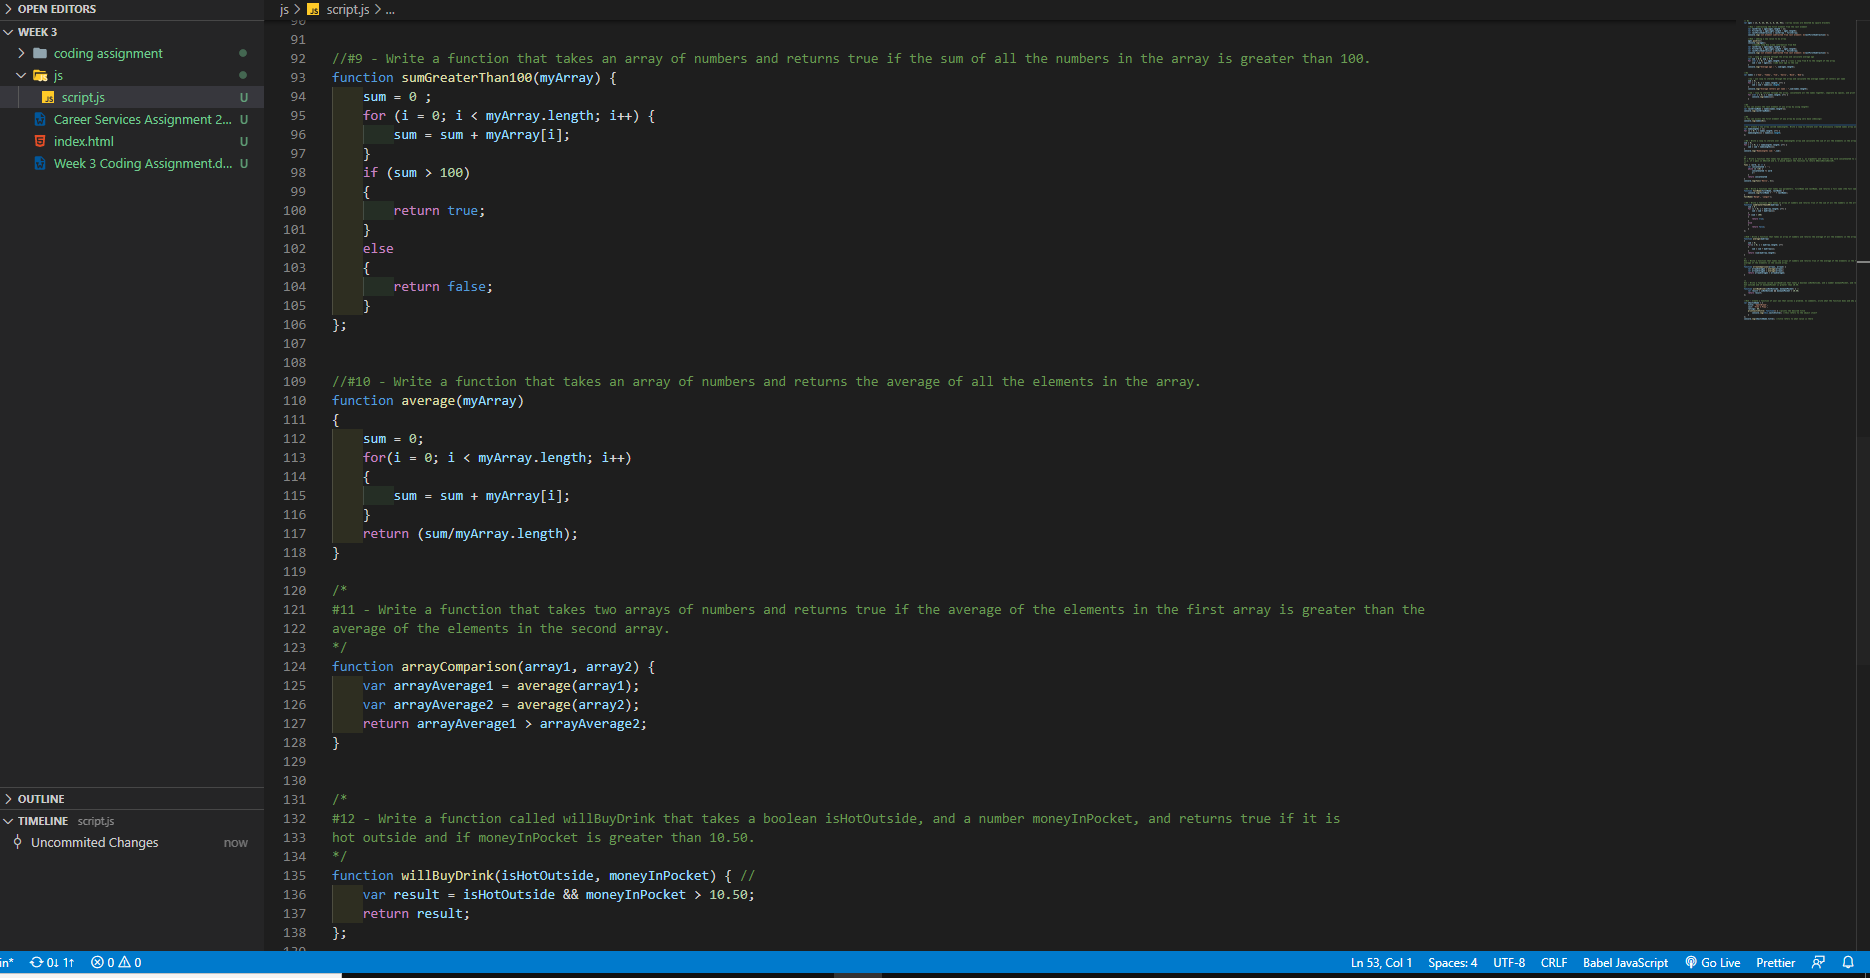 OPEN EDITORS
js > script.js > ...
WEEK 3
coding assignment
js
script.js U
Career Services Assignment 2... U
index.html U
Week 3 Coding Assignment.d... U
90
91
92 //#9 - Write a function that takes an array of numbers and returns true if the sum of all the numbers in the array is greater than 100.
93 function sumGreaterThan100(myArray) {
94 sum = 0 ;
95 for (i = 0; i < myArray.length; i++) {
96 sum = sum + myArray[i];
97 }
98 if (sum > 100)
99 {
100 return true;
101 }
102 else
103 {
104 return false;
105 }
106 };
107
108
109 //#10 - Write a function that takes an array of numbers and returns the average of all the elements in the array.
110 function average(myArray)
111 {
112 sum = 0;
113 for(i = 0; i < myArray.length; i++)
114 {
115 sum = sum + myArray[i];
116 }
117 return (sum/myArray.length);
118 }
119
120 /*
121 #11 - Write a function that takes two arrays of numbers and returns true if the average of the elements in the first array is greater than the
122 average of the elements in the second array.
123 */
124 function arrayComparison(array1, array2) {
125 var arrayAverage1 = average(array1);
126 var arrayAverage2 = average(array2);
127 return arrayAverage1 > arrayAverage2;
128 }
129
130
131 /*
132 #12 - Write a function called willBuyDrink that takes a boolean isHotOutside, and a number moneyInPocket, and returns true if it is
133 hot outside and if moneyInPocket is greater than 10.50.
134 */
135 function willBuyDrink(isHotOutside, moneyInPocket) { //
136 var result = isHotOutside && moneyInPocket > 10.50;
137 return result;
138 };
139
OUTLINE
TIMELINE script.js
Uncommited Changes now
in* 0↓ 1↑ 0 0 Ln 53, Col 1 Spaces: 4 UTF-8 CRLF Babel JavaScript Go Live Prettier